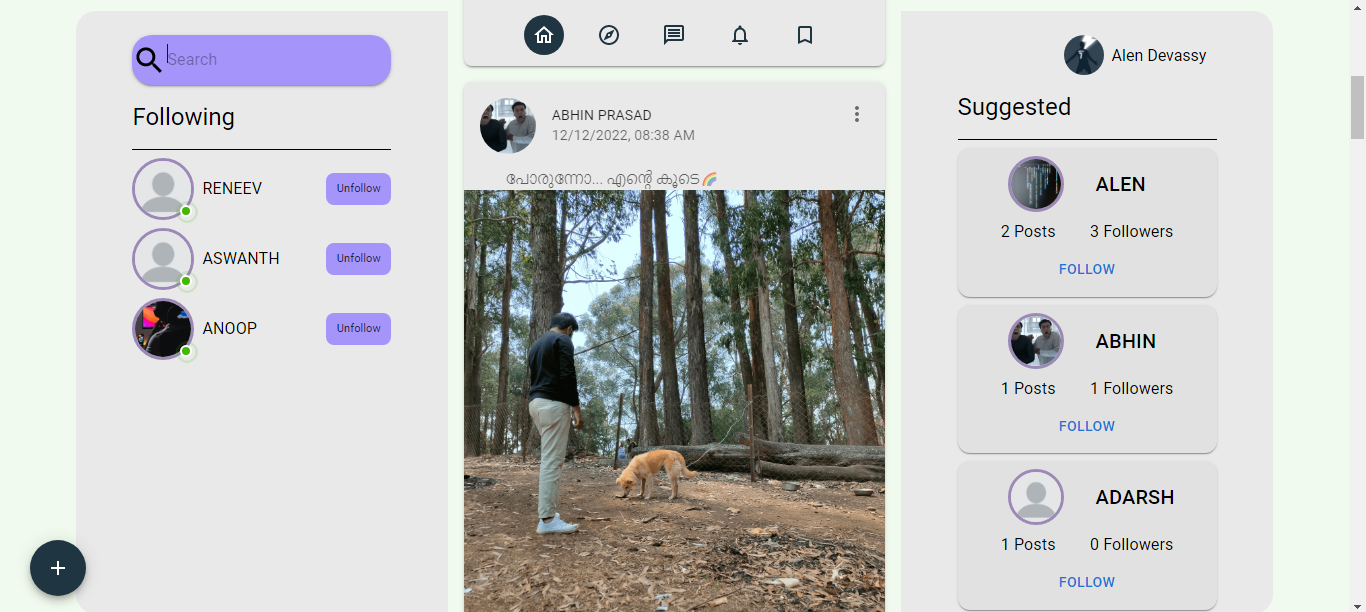 Search
Following
RENEEV
Unfollow
ASWANTH
Unfollow
ANOOP
Unfollow
ABHIN PRASAD
12/12/2022, 08:38 AM
പോരുന്നോ... എന്റെ കൂടെ🌈
Alen Devassy
Suggested
ALEN
2 Posts 3 Followers
FOLLOW
ABHIN
1 Posts 1 Followers
FOLLOW
ADARSH
1 Posts 0 Followers
FOLLOW